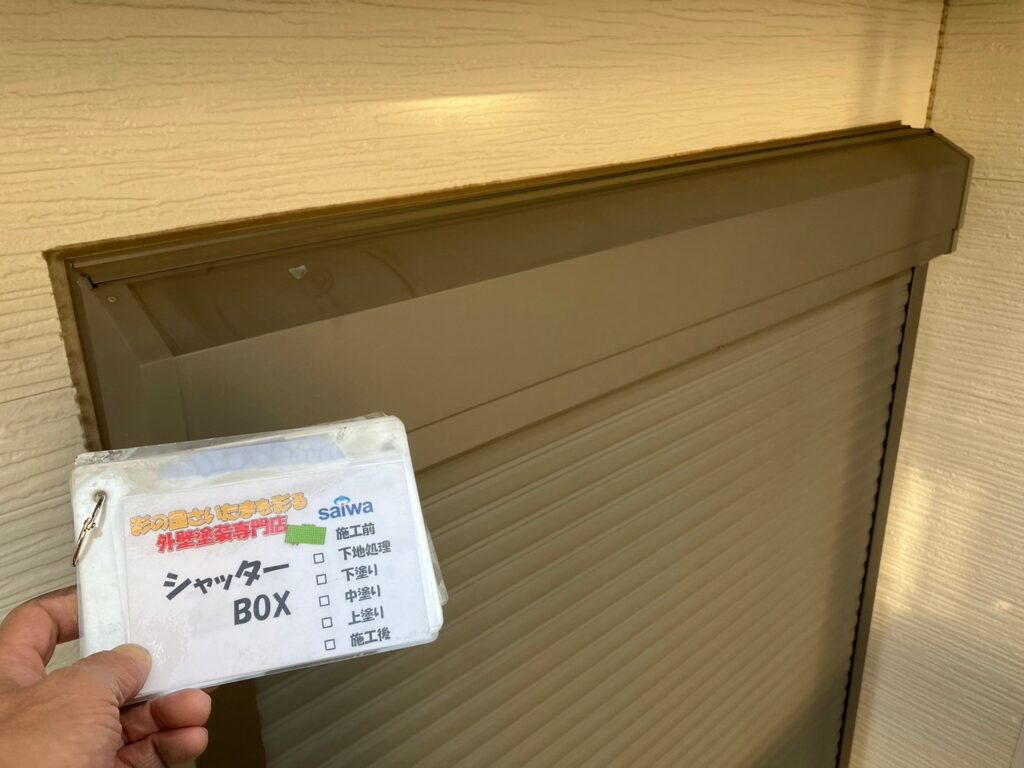 彩の国さいたまを彩る
外壁塗装専門店
saiwa
シャッター
BOX
施工前
□ 下地処理
□ 下塗り
□ 中塗り
□ 上塗り
□ 施工後